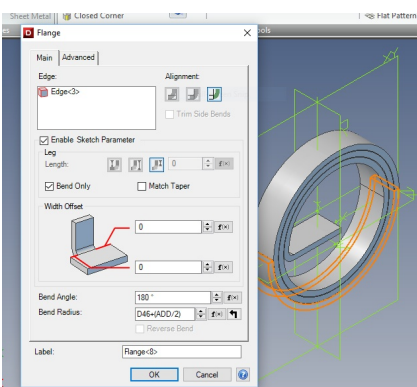 Sheet Metal
Closed Corner
Flat Pattern
ools
D Flange
Main
Advanced
Edge:
Alignment:
Edge<3>
Trim Side Bends
Enable Sketch Parameter
Leg
Length:
0
f(x)
Bend Only
Match Taper
Width Offset
0
f(x)
0
f(x)
Bend Angle:
180 °
f(x)
Bend Radius:
D46+(ADD/2)
f(x)
Reverse Bend
Label:
Flange<8>
OK
Cancel
?